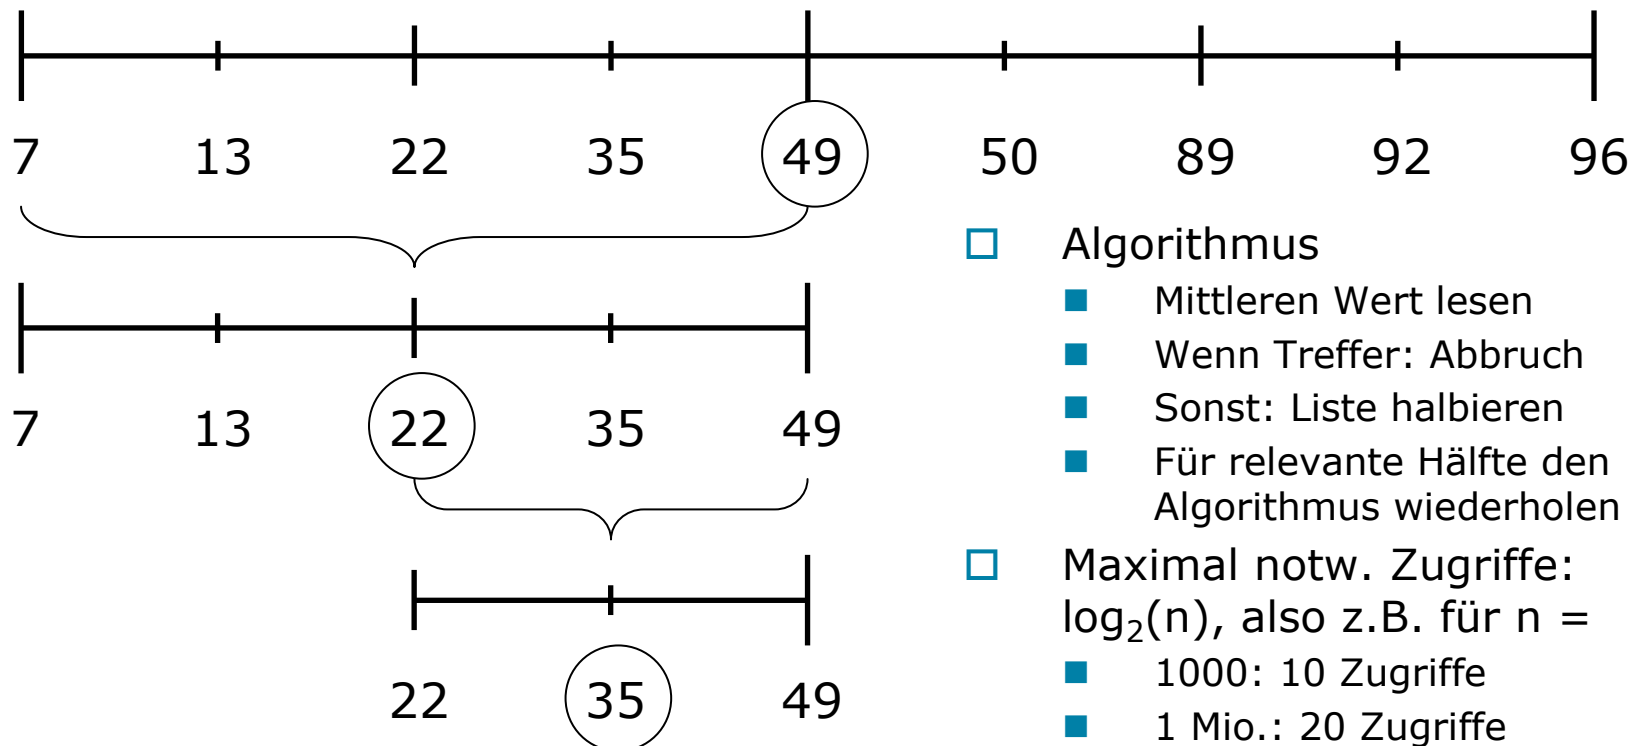 7 13 22 35 49 50 89 92 96
7 13 22 35 49
22 35 49
Algorithmus
Mittleren Wert lesen
Wenn Treffer: Abbruch
Sonst: Liste halbieren
Für relevante Hälfte den
Algorithmus wiederholen
Maximal notw. Zugriffe:
log₂(n), also z.B. für n =
1000: 10 Zugriffe
1 Mio.: 20 Zugriffe